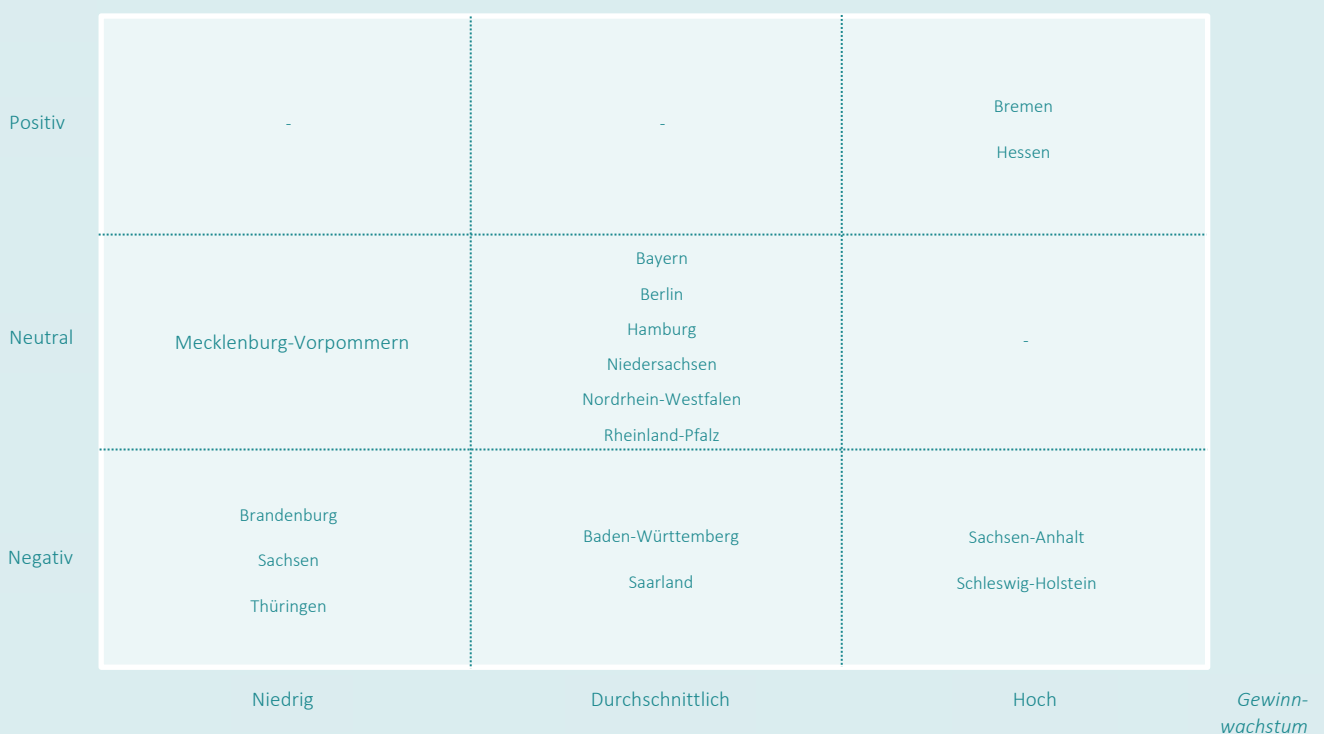 Positiv
-
-
Bremen
Hessen
Neutral
Mecklenburg-Vorpommern
Bayern
Berlin
Hamburg
Niedersachsen
Nordrhein-Westfalen
Rheinland-Pfalz
-
Negativ
Brandenburg
Sachsen
Thüringen
Baden-Württemberg
Saarland
Sachsen-Anhalt
Schleswig-Holstein
Niedrig
Durchschnittlich
Hoch
Gewinn-
wachstum